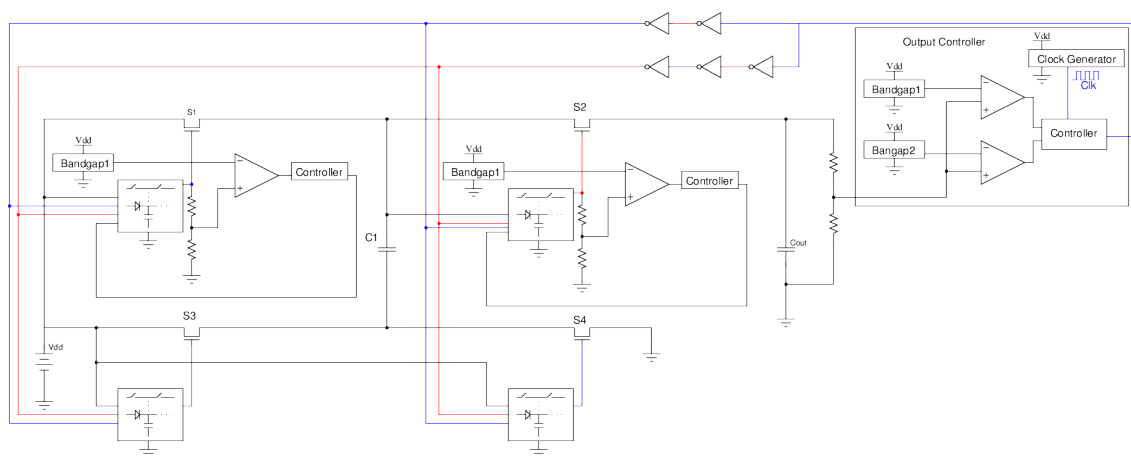 Output Controller
Vdd
Clock Generator
Clk
Vdd
Bandgap1
Controller
Vdd
Bangap2
S1
S2
Vdd
Bandgap1
Controller
Vdd
Bandgap1
Controller
C1
Cout
S3
S4
Vdd